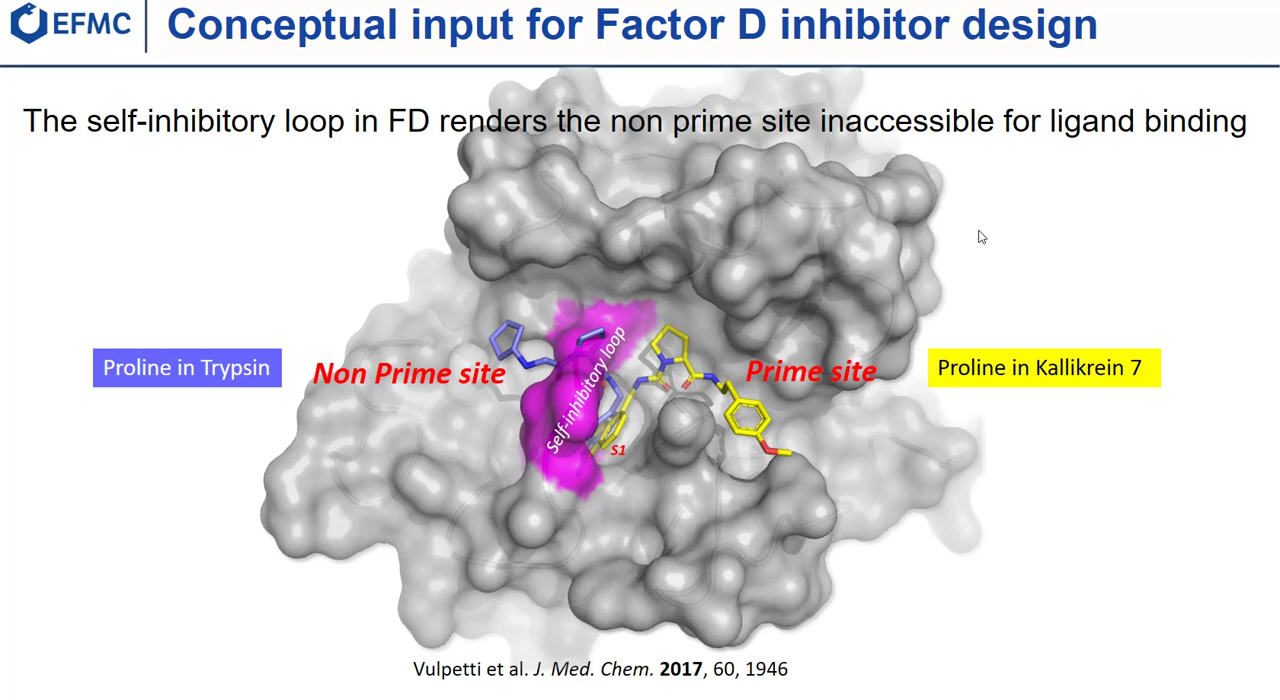 EFMC
Conceptual input for Factor D inhibitor design
The self-inhibitory loop in FD renders the non prime site inaccessible for ligand binding
Proline in Trypsin
Non Prime site
Self-inhibitory loop
S1
Prime site
Proline in Kallikrein 7
Vulpetti et al. J. Med. Chem. 2017, 60, 1946